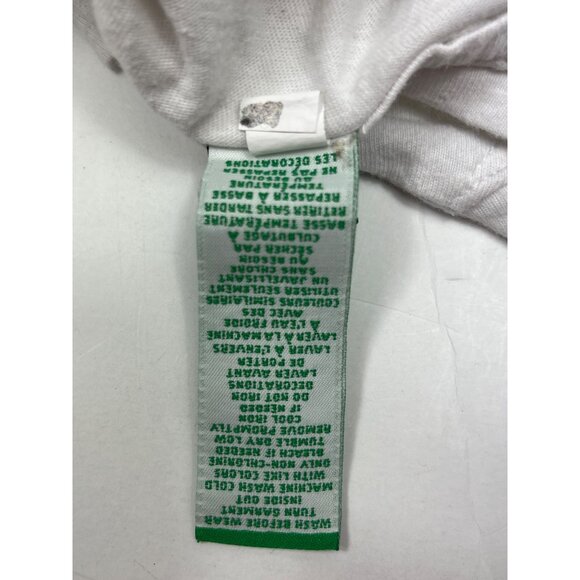 WASH BEFORE WEAR
TURN GARMENT
INSIDE OUT
MACHINE WASH COLD
WITH LIKE COLORS
ONLY NON-CHLORINE
BLEACH IF NEEDED
TUMBLE DRY LOW
REMOVE PROMPTLY
COOL IRON
IF NEEDED
DO NOT IRON
DECORATIONS
LAVER AVANT
DE PORTER
LAVER À L'ENVERS
LAVER À LA MACHINE
À L'EAU FROIDE
AVEC DES
COULEURS SIMILAIRES
UTILISER SEULEMENT
UN JAVELLISANT
SANS CHLORE
AU BESOIN
SÉCHER PAR
CULBUTAGE À
BASSE TEMPÉRATURE
RETIRER SANS TARDER
REPASSER À BASSE
TEMPÉRATURE
AU BESOIN
NE PAS REPASSER
LES DÉCORATIONS